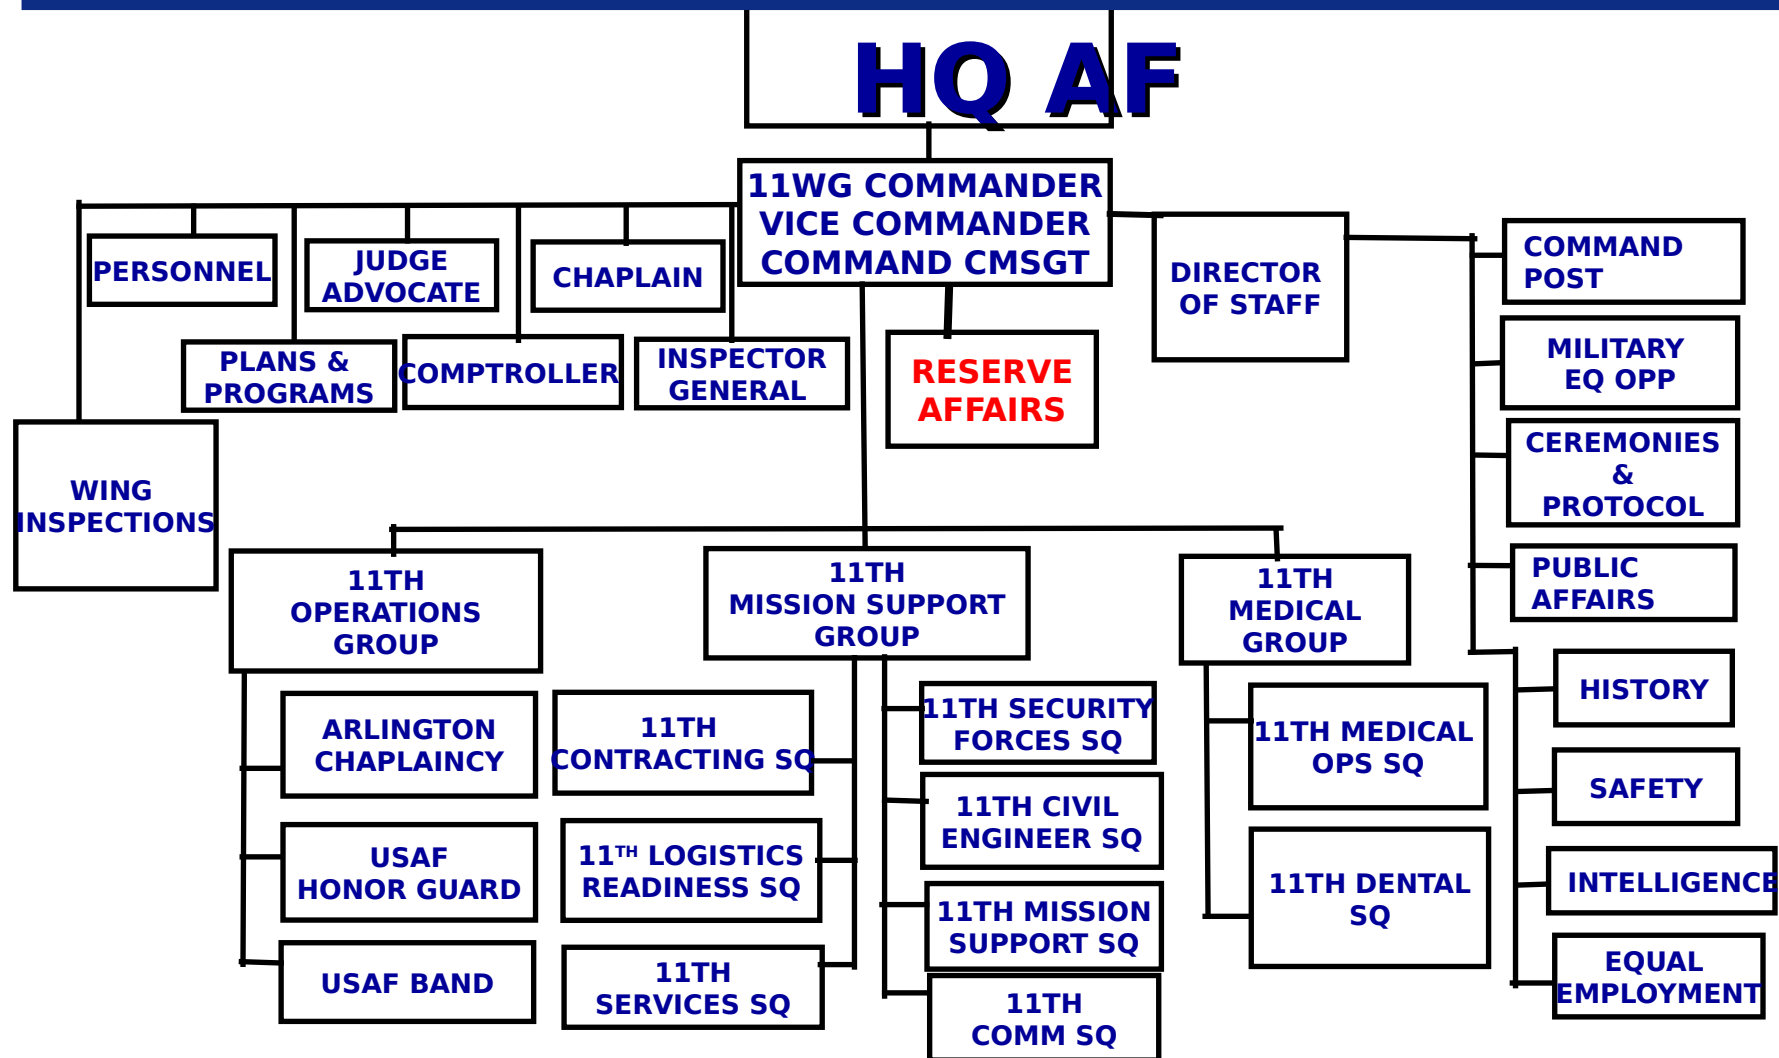 HQ AF
11WG COMMANDER
VICE COMMANDER
COMMAND CMSGT
PERSONNEL
JUDGE
ADVOCATE
CHAPLAIN
PLANS &
PROGRAMS
COMPTROLLER
INSPECTOR
GENERAL
RESERVE
AFFAIRS
DIRECTOR
OF STAFF
COMMAND
POST
MILITARY
EQ OPP
CEREMONIES
&
PROTOCOL
PUBLIC
AFFAIRS
WING
INSPECTIONS
11TH
OPERATIONS
GROUP
11TH
MISSION SUPPORT
GROUP
11TH
MEDICAL
GROUP
ARLINGTON
CHAPLAINCY
USAF
HONOR GUARD
USAF BAND
11TH
CONTRACTING SQ
11TH LOGISTICS
READINESS SQ
11TH
SERVICES SQ
11TH SECURITY
FORCES SQ
11TH CIVIL
ENGINEER SQ
11TH MISSION
SUPPORT SQ
11TH
COMM SQ
11TH MEDICAL
OPS SQ
11TH DENTAL
SQ
HISTORY
SAFETY
INTELLIGENCE
EQUAL
EMPLOYMENT